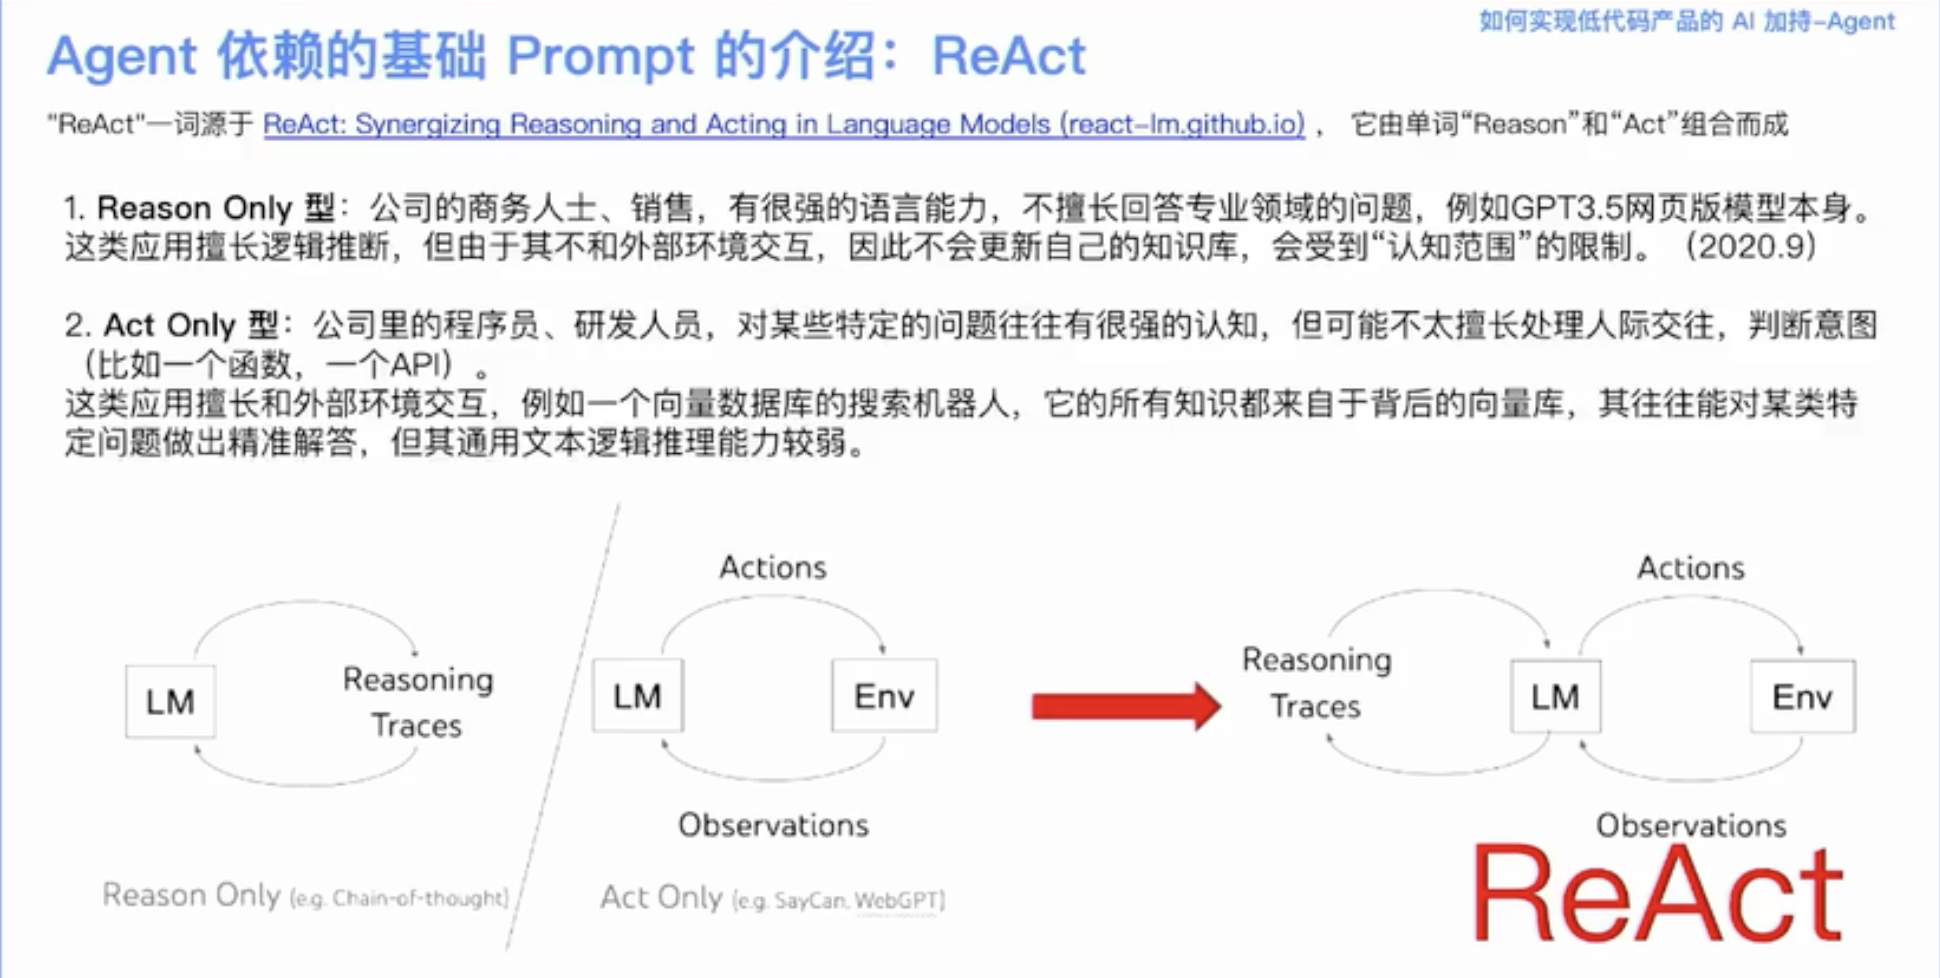 如何实现低代码产品的 AI 加持-Agent
Agent 依赖的基础 Prompt 的介绍：ReAct
"ReAct"一词源于 ReAct: Synergizing Reasoning and Acting in Language Models (react-lm.github.io) ， 它由单词“Reason”和“Act”组合而成
1. Reason Only 型：公司的商务人士、销售，有很强的语言能力，不擅长回答专业领域的问题，例如GPT3.5网页版模型本身。
这类应用擅长逻辑推断，但由于其不和外部环境交互，因此不会更新自己的知识库，会受到“认知范围”的限制。（2020.9）
2. Act Only 型：公司里的程序员、研发人员，对某些特定的问题往往有很强的认知，但可能不太擅长处理人际交往，判断意图
（比如一个函数，一个API）。
这类应用擅长和外部环境交互，例如一个向量数据库的搜索机器人，它的所有知识都来自于背后的向量库，其往往能对某类特
定问题做出精准解答，但其通用文本逻辑推理能力较弱。
LM
Reasoning
Traces
Reason Only (e.g. Chain-of-thought)
Actions
LM
Env
Observations
Act Only (e.g. SayCan, WebGPT)
Actions
Reasoning
Traces
LM
Env
Observations
ReAct